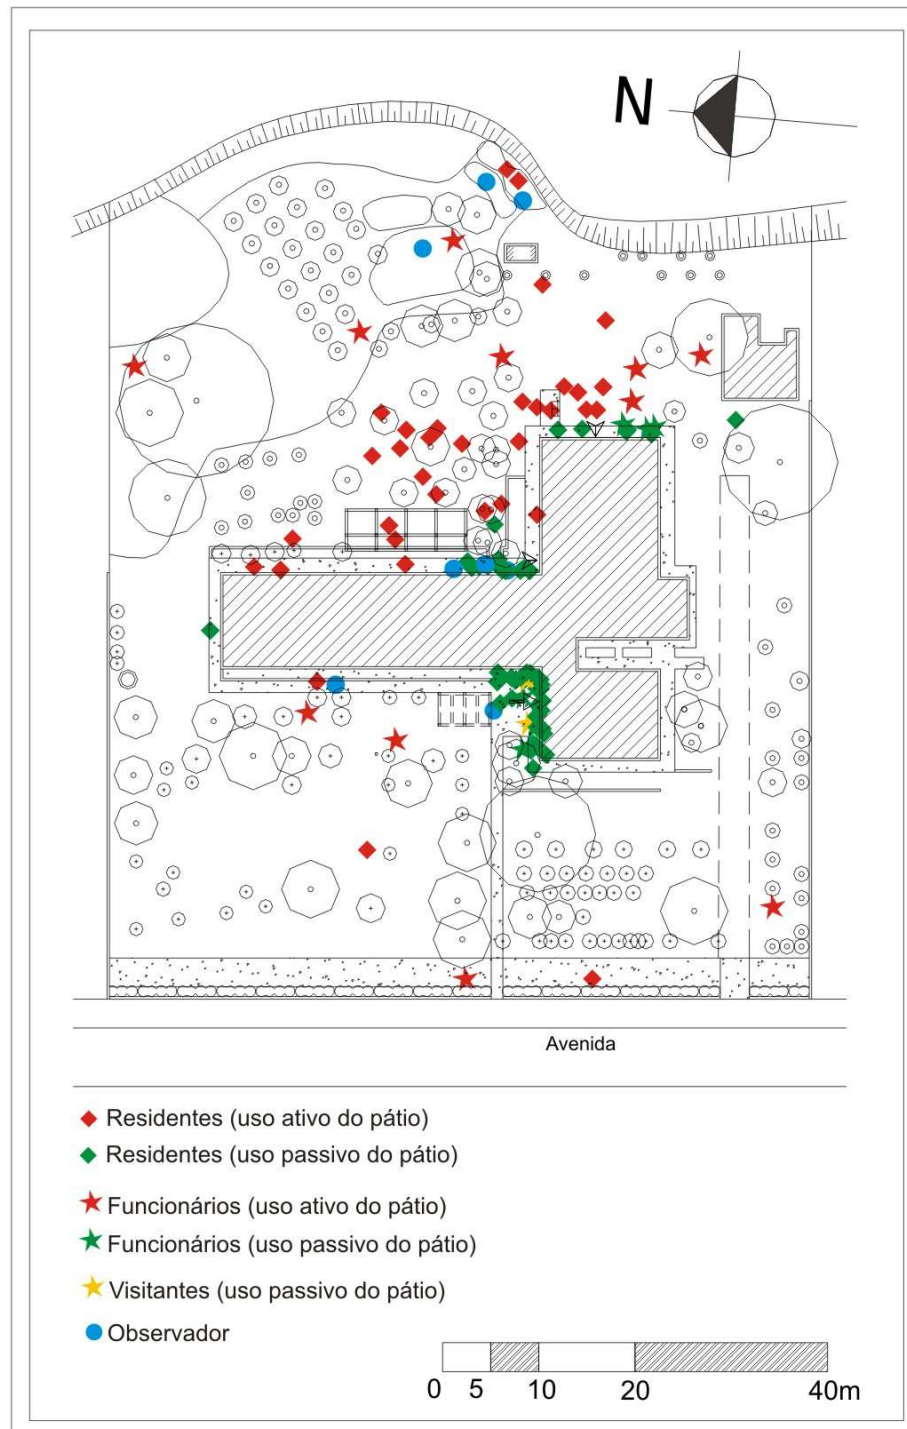 N
Avenida
Residentes (uso ativo do pátio)
Residentes (uso passivo do pátio)
Funcionários (uso ativo do pátio)
Funcionários (uso passivo do pátio)
Visitantes (uso passivo do pátio)
Observador
0 5 10 20 40m